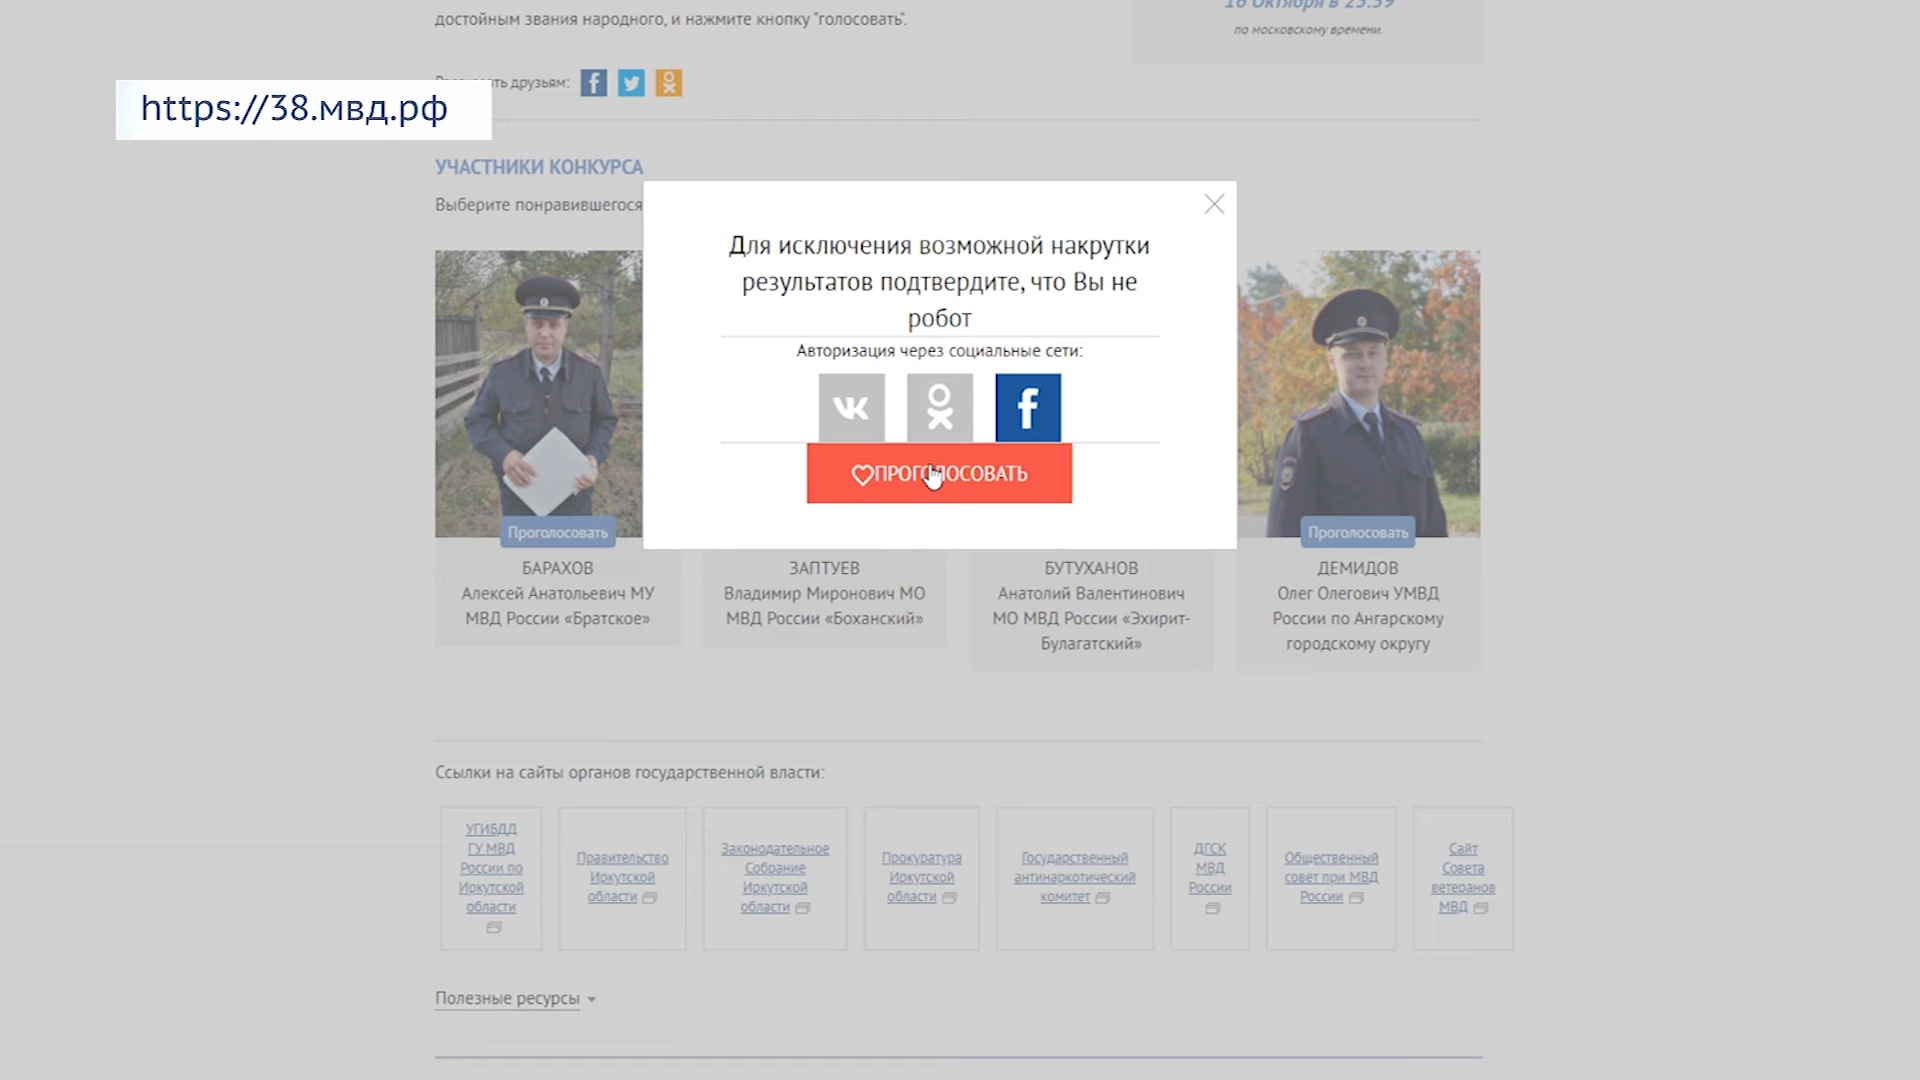 достойным звания народного, и нажмите кнопку "голосовать".
16 Октября в 23:59
по московскому времени.
друзьям:
https://38.мвд.рф
УЧАСТНИКИ КОНКУРСА
Выберите понравившегося
Для исключения возможной накрутки
результатов подтвердите, что Вы не
робот
Авторизация через социальные сети:
ПРОГОЛОСОВАТЬ
Проголосовать
Проголосовать
БАРАХОВ
Алексей Анатольевич МУ
МВД России «Братское»
ЗАПТУЕВ
Владимир Миронович МО
МВД России «Боханский»
БУТУХАНОВ
Анатолий Валентинович
МО МВД России «Эхирит-
Булагатский»
ДЕМИДОВ
Олег Олегович УМВД
России по Ангарскому
городскому округу
Ссылки на сайты органов государственной власти:
УГИБДД
ГУ МВД
России по
Иркутской
области
Правительство
Иркутской
области
Законодательное
Собрание
Иркутской
области
Прокуратура
Иркутской
области
Государственный
антинаркотический
комитет
ДГСК
МВД
России
Общественный
совет при МВД
России
Сайт
Совета
ветеранов
МВД
Полезные ресурсы